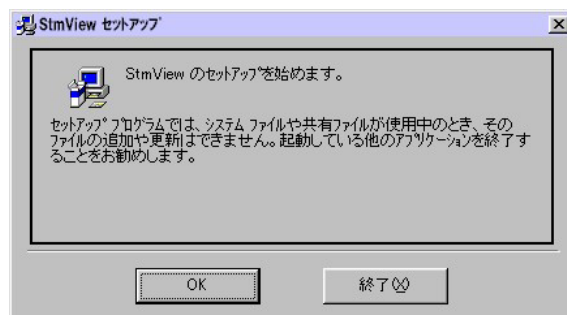 StmView ｾｯﾄｱｯﾌﾟ
StmView のｾｯﾄｱｯﾌﾟを始めます。
ｾｯﾄｱｯﾌﾟ ﾌﾟﾛｸﾞﾗﾑでは、ｼｽﾃﾑ ﾌｧｲﾙや共有ﾌｧｲﾙが使用中のとき、その
ﾌｧｲﾙの追加や更新はできません。起動している他のｱﾌﾟﾘｹｰｼｮﾝを終了す
ることをお勧めします。
OK
終了(X)